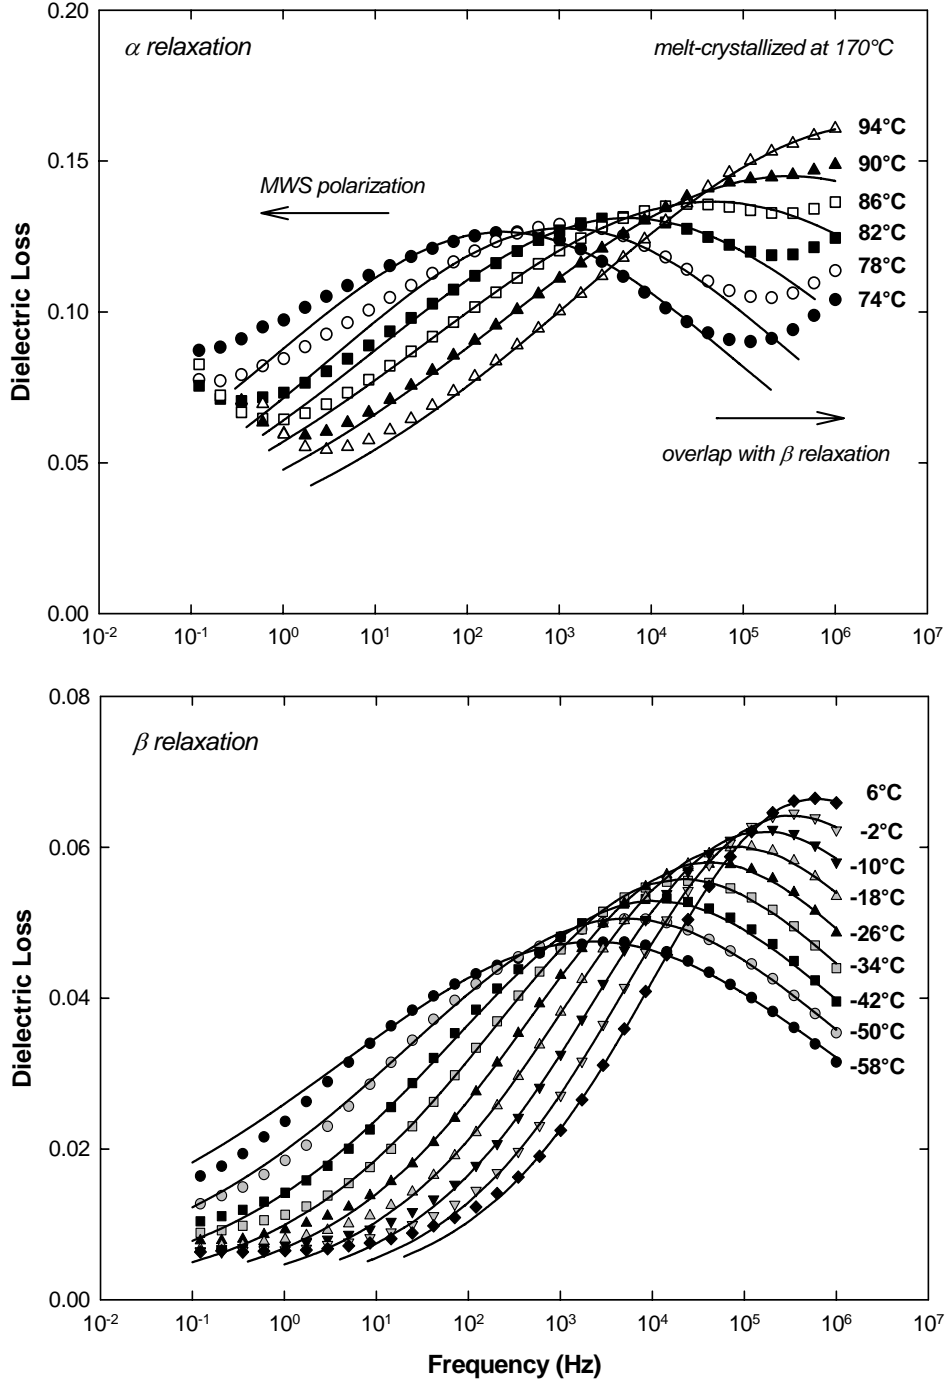 0.20
α relaxation
melt-crystallized at 170°C
94°C
0.15
90°C
MWS polarization
86°C
82°C
78°C
74°C
0.10
Dielectric Loss
0.05
overlap with β relaxation
0.00
10-2 10-1 100 101 102 103 104 105 106 107
0.08
β relaxation
6°C
-2°C
0.06
-10°C
-18°C
-26°C
-34°C
0.04
-42°C
-50°C
-58°C
Dielectric Loss
0.02
0.00
10-2 10-1 100 101 102 103 104 105 106 107
Frequency (Hz)